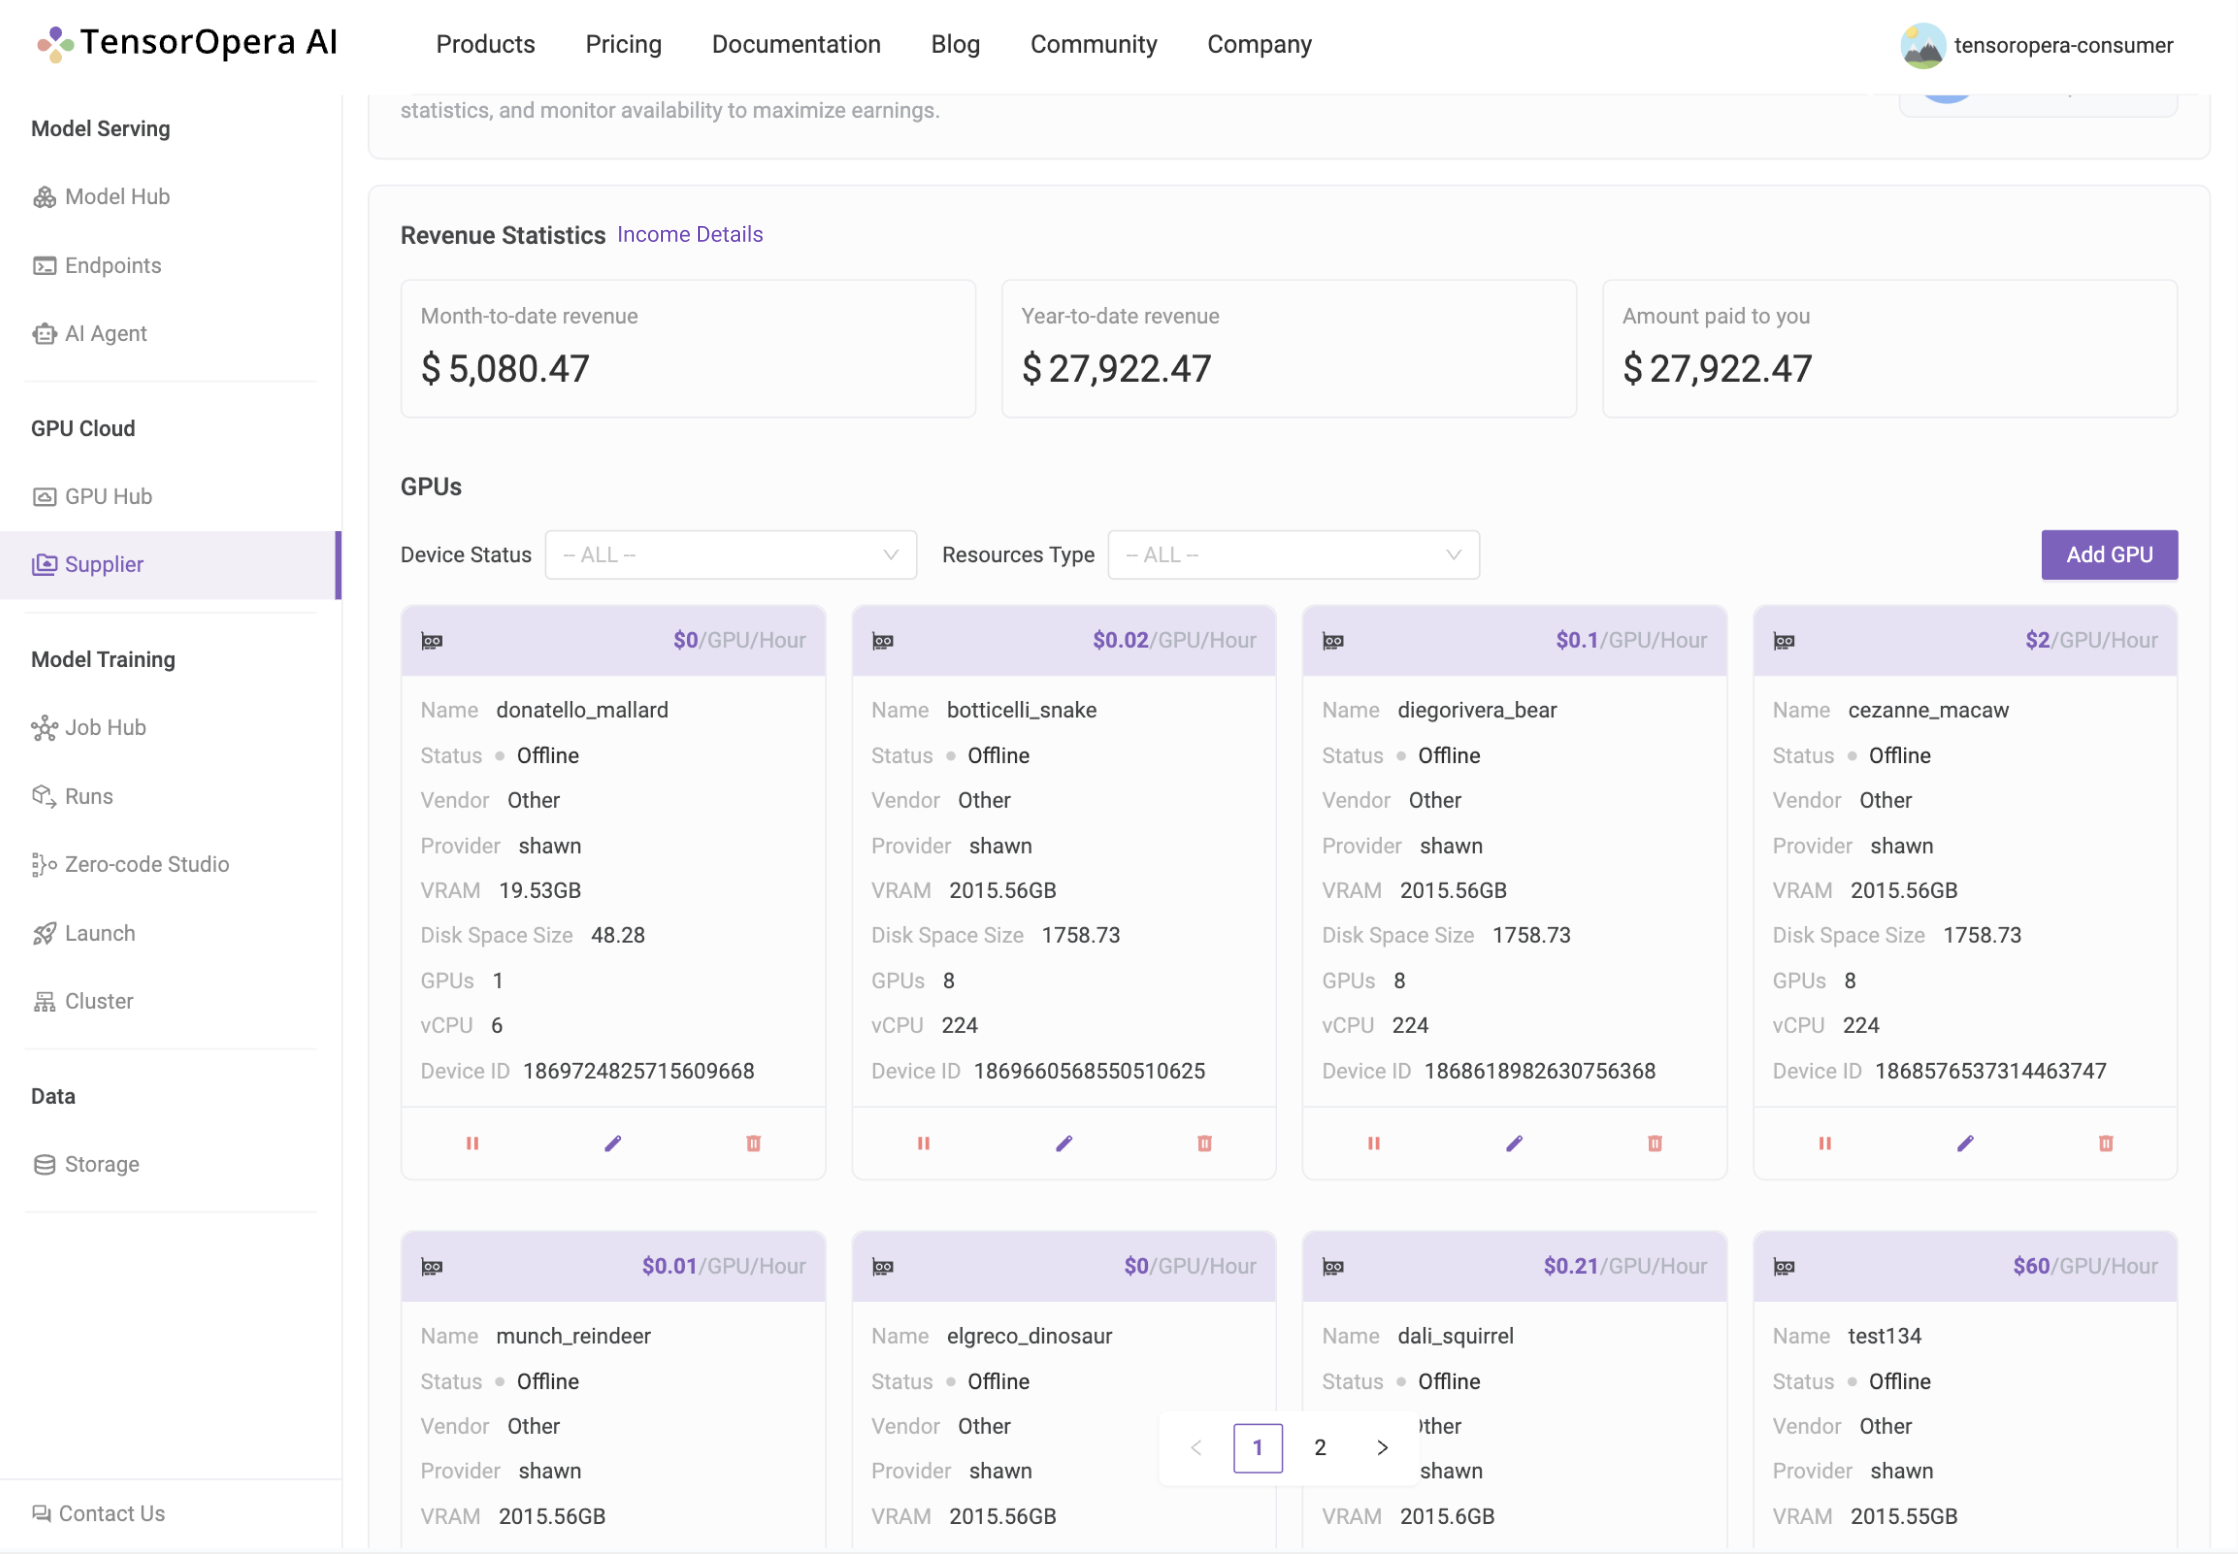 TensorOpera AI
Products Pricing Documentation Blog Community Company
tensoropera-consumer
Model Serving
Model Hub
Endpoints
AI Agent
GPU Cloud
GPU Hub
Supplier
Model Training
Job Hub
Runs
Zero-code Studio
Launch
Cluster
Data
Storage
Contact Us
statistics, and monitor availability to maximize earnings.
Revenue Statistics Income Details
Month-to-date revenue
$ 5,080.47
Year-to-date revenue
$ 27,922.47
Amount paid to you
$ 27,922.47
GPUs
Device Status -- ALL -- Resources Type -- ALL -- Add GPU
$0/GPU/Hour
Name donatello_mallard
Status Offline
Vendor Other
Provider shawn
VRAM 19.53GB
Disk Space Size 48.28
GPUs 1
vCPU 6
Device ID 1869724825715609668
$0.02/GPU/Hour
Name botticelli_snake
Status Offline
Vendor Other
Provider shawn
VRAM 2015.56GB
Disk Space Size 1758.73
GPUs 8
vCPU 224
Device ID 1869660568550510625
$0.1/GPU/Hour
Name diegorivera_bear
Status Offline
Vendor Other
Provider shawn
VRAM 2015.56GB
Disk Space Size 1758.73
GPUs 8
vCPU 224
Device ID 1868618982630756368
$2/GPU/Hour
Name cezanne_macaw
Status Offline
Vendor Other
Provider shawn
VRAM 2015.56GB
Disk Space Size 1758.73
GPUs 8
vCPU 224
Device ID 1868576537314463747
$0.01/GPU/Hour
Name munch_reindeer
Status Offline
Vendor Other
Provider shawn
VRAM 2015.56GB
$0/GPU/Hour
Name elgreco_dinosaur
Status Offline
Vendor Other
Provider shawn
VRAM 2015.56GB
$0.21/GPU/Hour
Name dali_squirrel
Status Offline
shawn
VRAM 2015.6GB
$60/GPU/Hour
Name test134
Status Offline
Vendor Other
Provider shawn
VRAM 2015.55GB
< 1 2 >